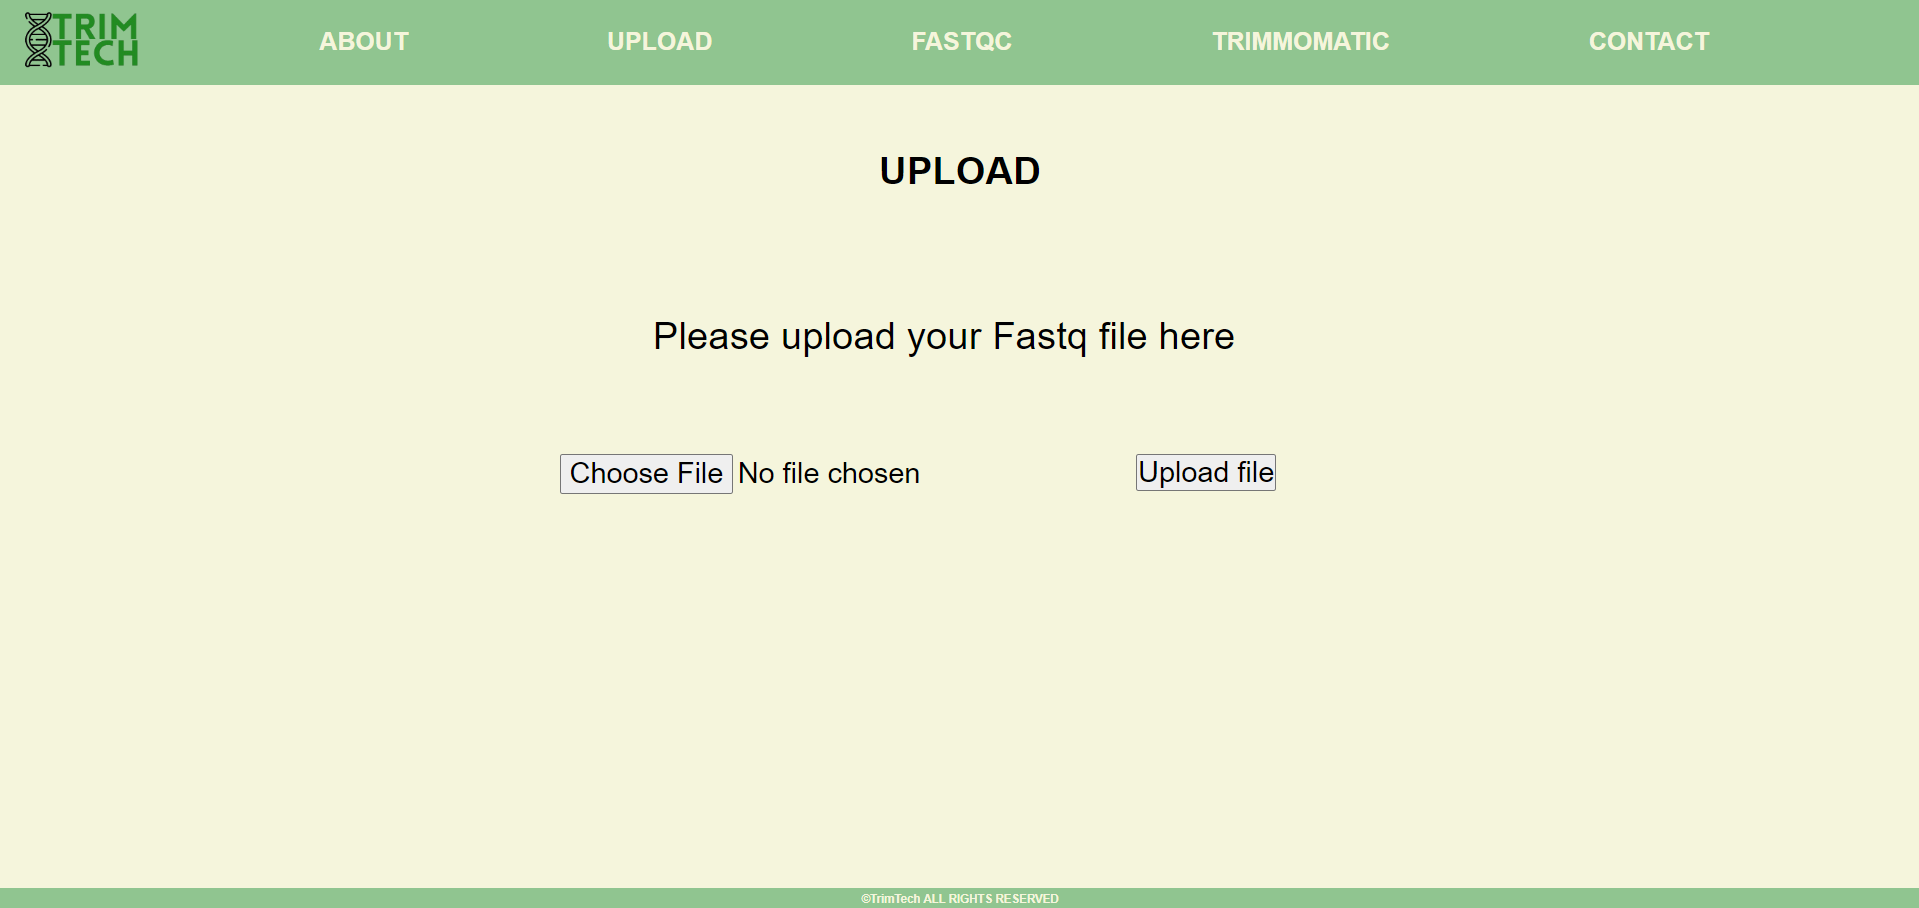 TRIM
TECH
ABOUT UPLOAD FASTQC TRIMMOMATIC CONTACT
UPLOAD
Please upload your Fastq file here
Choose File No file chosen Upload file
©TrimTech ALL RIGHTS RESERVED